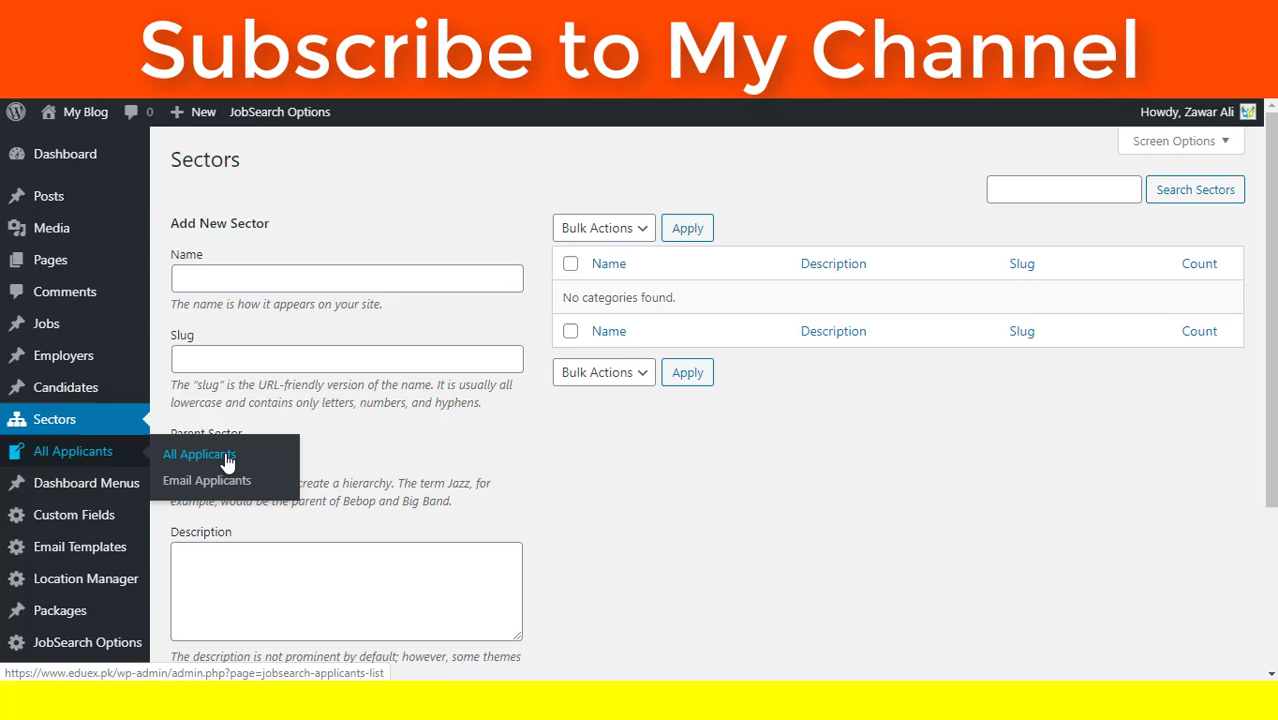 Subscribe to My Channel
My Blog 0 New JobSearch Options Howdy, Zawar Ali
Screen Options
Dashboard
Posts
Media
Pages
Comments
Jobs
Employers
Candidates
Sectors
All Applicants
All Applicants
Email Applicants
Dashboard Menus
Custom Fields
Email Templates
Location Manager
Packages
JobSearch Options
Sectors
Search Sectors
Add New Sector
Name
The name is how it appears on your site.
Slug
The “slug” is the URL-friendly version of the name. It is usually all
lowercase and contains only letters, numbers, and hyphens.
Parent Sector
create a hierarchy. The term Jazz, for
example, would be the parent of Bebop and Big Band.
Description
The description is not prominent by default; however, some themes
Bulk Actions Apply
Name Description Slug Count
No categories found.
Name Description Slug Count
Bulk Actions Apply
https://www.eduex.pk/wp-admin/admin.php?page=jobsearch-applicants-list